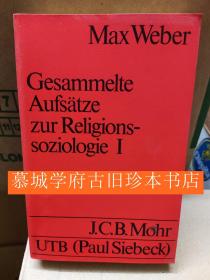 Max Weber
Gesammelte
Aufsätze
zur Religions-
soziologie I
慕城学府古旧珍本书店
J.C.B. Mohr
UTB (Paul Siebeck)